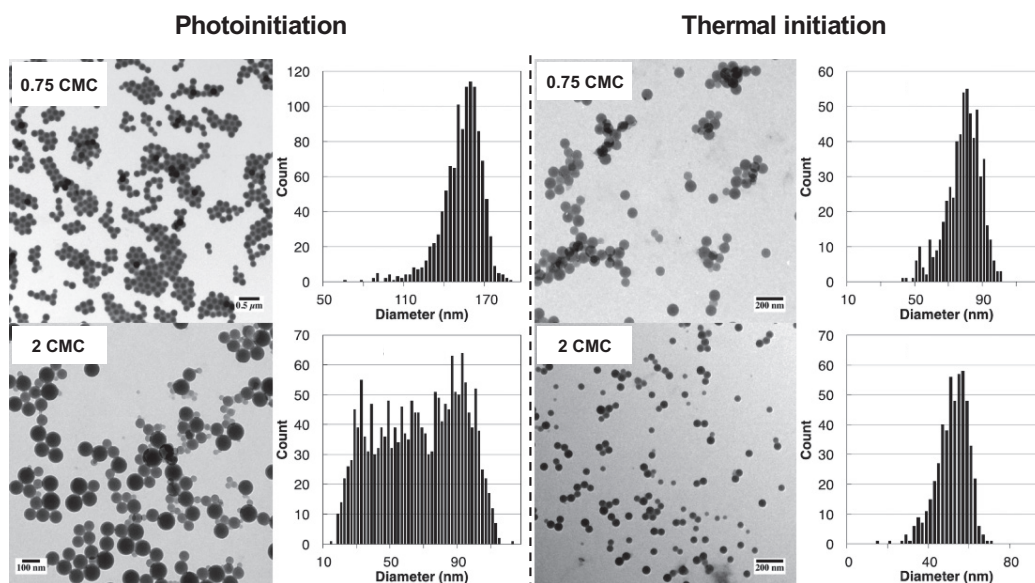 Photoinitiation
Thermal initiation
0.75 CMC
Count
120
100
80
60
40
20
0
50 110 170
Diameter (nm)
0.5 µm
0.75 CMC
Count
60
50
40
30
20
10
0
10 50 90
Diameter (nm)
200 nm
2 CMC
Count
70
60
50
40
30
20
10
0
10 50 90
Diameter (nm)
100 nm
2 CMC
Count
70
60
50
40
30
20
10
0
0 40 80
Diameter (nm)
200 nm